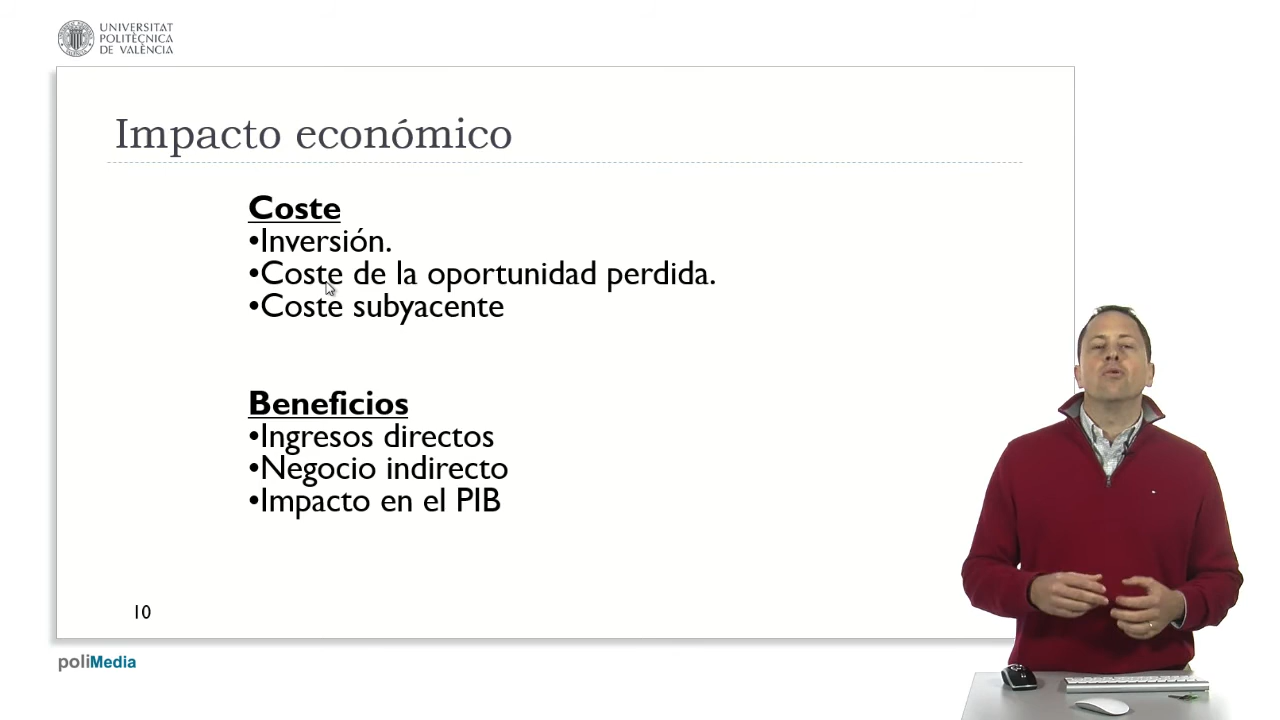 UNIVERSITAT
POLITÈCNICA
DE VALÈNCIA
Impacto económico
Coste
•Inversión.
•Coste de la oportunidad perdida.
•Coste subyacente
Beneficios
•Ingresos directos
•Negocio indirecto
•Impacto en el PIB
10
poliMedia